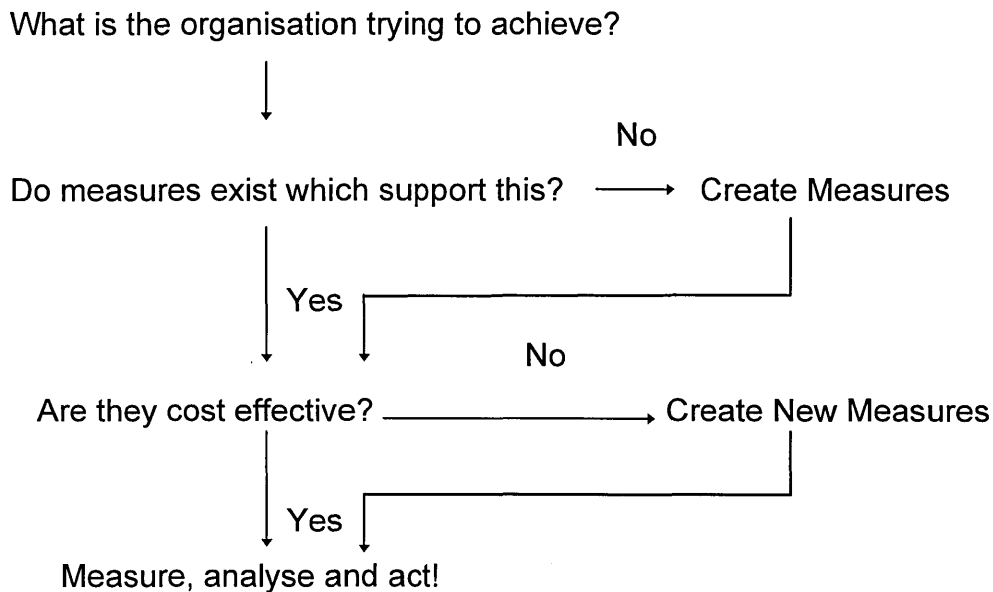 What is the organisation trying to achieve?
No
Do measures exist which support this?
Create Measures
Yes
No
Are they cost effective?
Create New Measures
Yes
Measure, analyse and act!